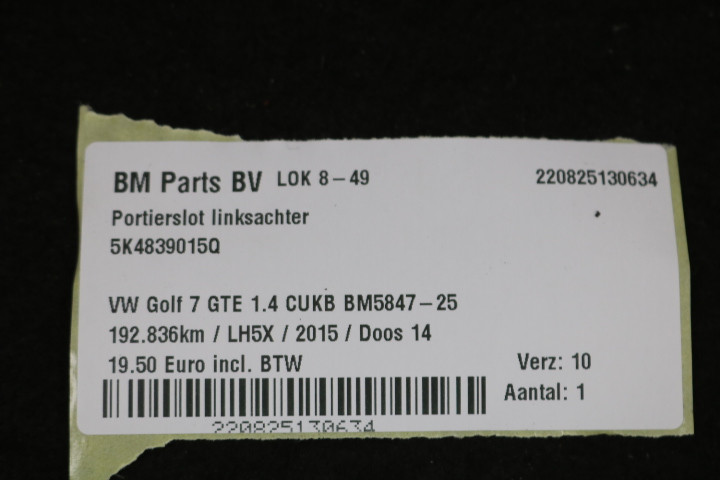 BM Parts BV LOK 8-49 220825130634
Portierslot linksachter
5K4839015Q
VW Golf 7 GTE 1.4 CUKB BM5847-25
192.836km / LH5X / 2015 / Doos 14
19.50 Euro incl. BTW Verz: 10
Aantal: 1
220825130634